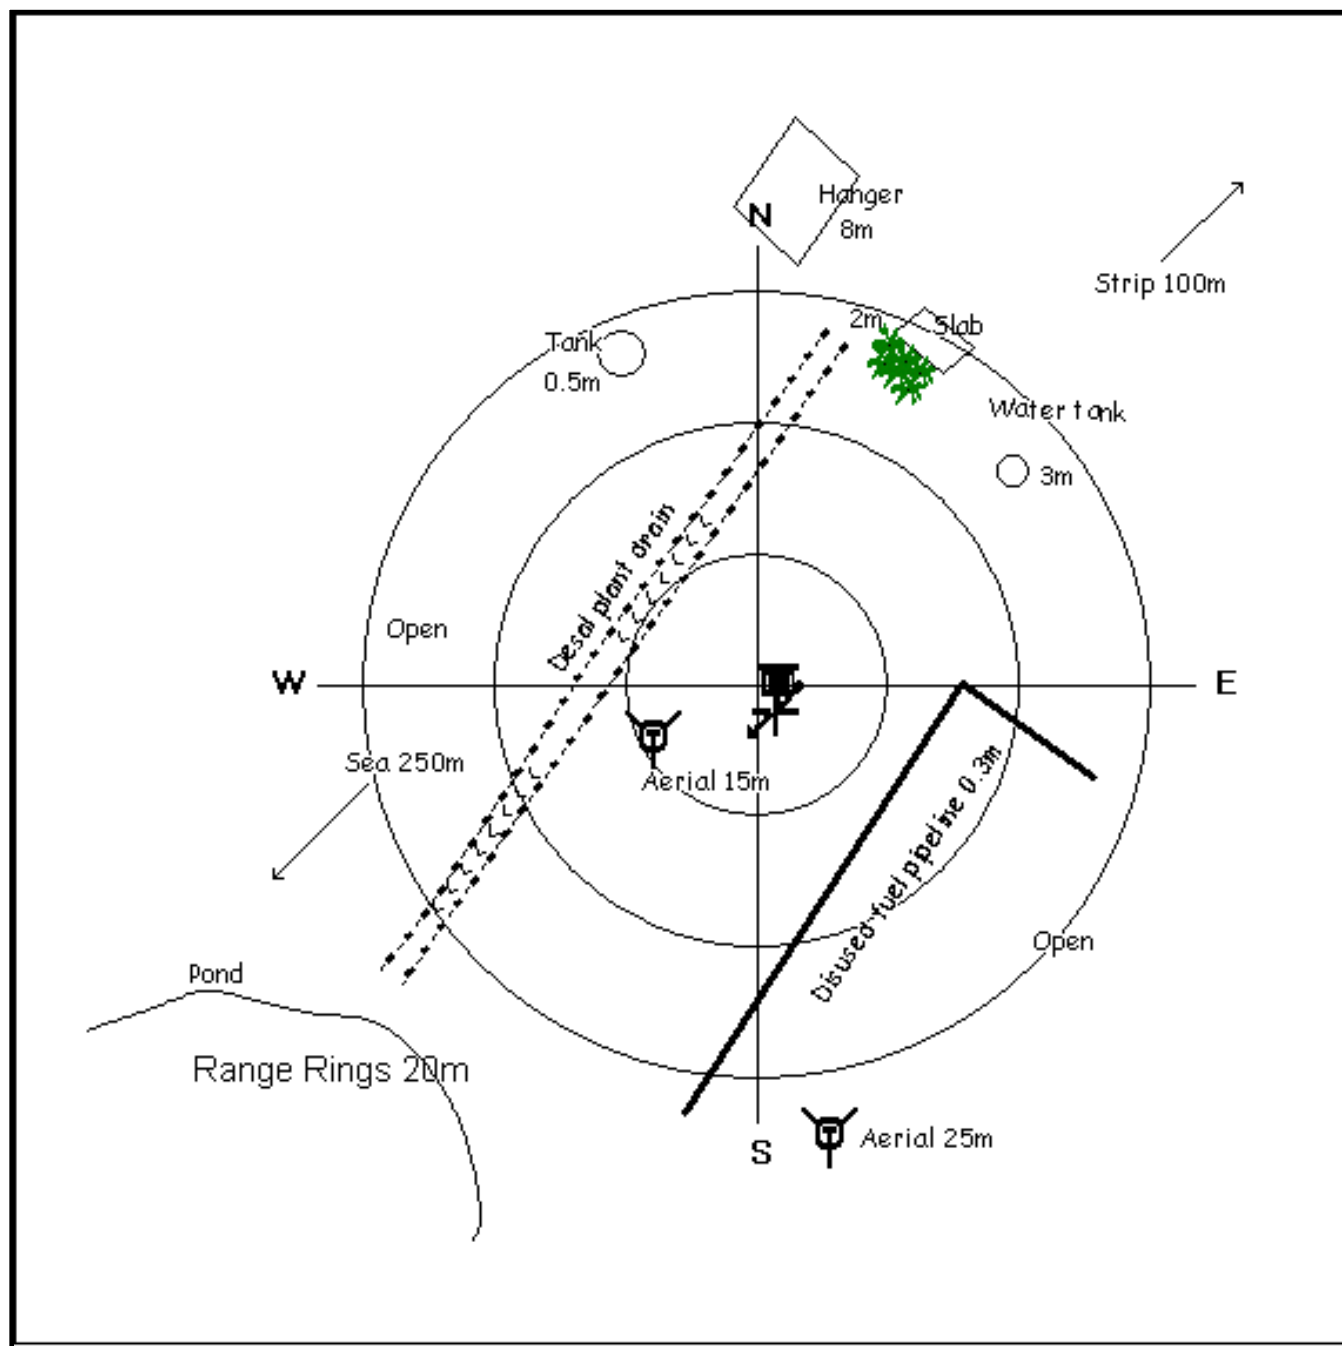 Hanger
N
8m
Strip 100m
2m
Slab
Tank
0.5m
Water tank
3m
Desal plant drain
Open
W
E
Sea 250m
Aerial 15m
Disused fuel pipeline 0.3m
Open
Pond
Range Rings 20m
S
Aerial 25m